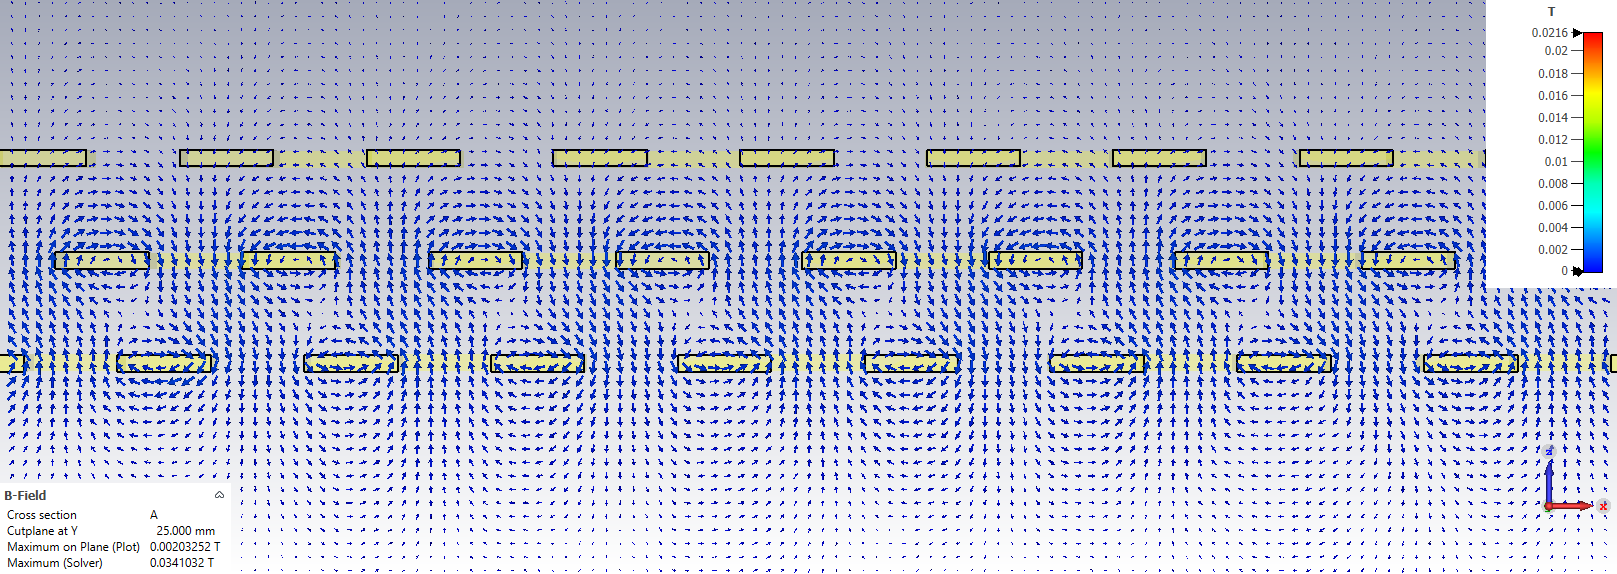 T
0.0216
0.02
0.018
0.016
0.014
0.012
0.01
0.008
0.006
0.004
0.002
0
z
x
B-Field
Cross section A
Cutplane at Y 25.000 mm
Maximum on Plane (Plot) 0.00203252 T
Maximum (Solver) 0.0341032 T